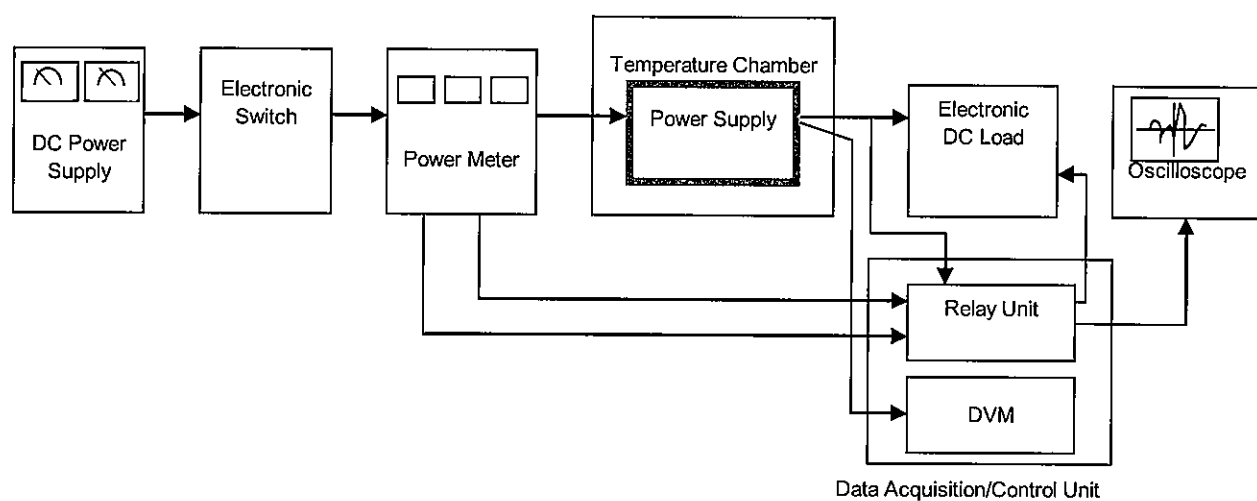 DC Power
Supply
Electronic
Switch
Power Meter
Temperature Chamber
Power Supply
Electronic
DC Load
Oscilloscope
Relay Unit
DVM
Data Acquisition/Control Unit